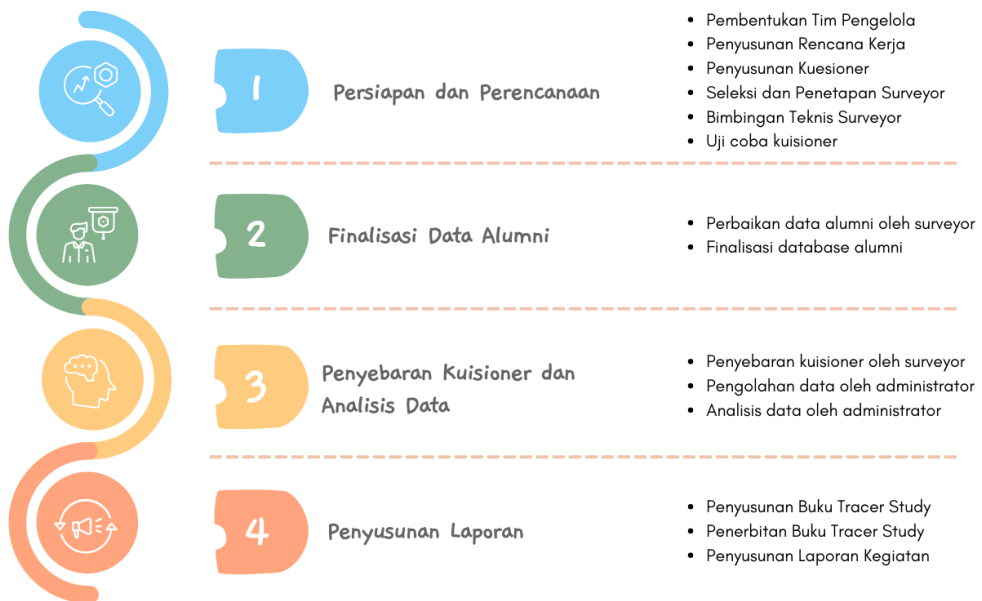 1
Persiapan dan Perencanaan
• Pembentukan Tim Pengelola
• Penyusunan Rencana Kerja
• Penyusunan Kuesioner
• Seleksi dan Penetapan Surveyor
• Bimbingan Teknis Surveyor
• Uji coba kuisioner
2
Finalisasi Data Alumni
• Perbaikan data alumni oleh surveyor
• Finalisasi database alumni
3
Penyebaran Kuisioner dan
Analisis Data
• Penyebaran kuisioner oleh surveyor
• Pengolahan data oleh administrator
• Analisis data oleh administrator
4
Penyusunan Laporan
• Penyusunan Buku Tracer Study
• Penerbitan Buku Tracer Study
• Penyusunan Laporan Kegiatan